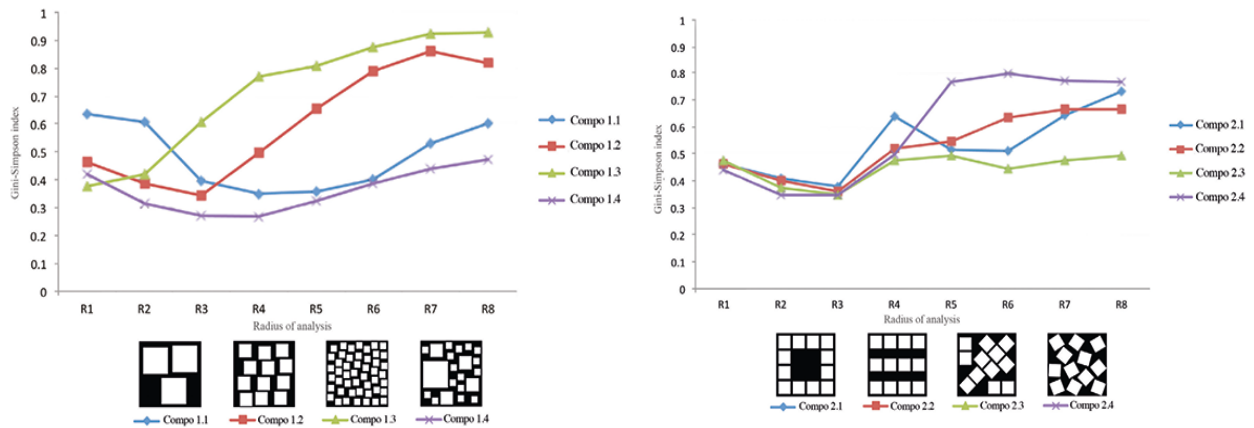 1
0.9
0.8
0.7
0.6
0.5
0.4
0.3
0.2
0.1
0
Gini-Simpson index
R1 R2 R3 R4 R5 R6 R7 R8
Radius of analysis
Compo 1.1
Compo 1.2
Compo 1.3
Compo 1.4
Compo 1.1 Compo 1.2 Compo 1.3 Compo 1.4
1
0.9
0.8
0.7
0.6
0.5
0.4
0.3
0.2
0.1
0
Gini-Simpson index
R1 R2 R3 R4 R5 R6 R7 R8
Radius of analysis
Compo 2.1
Compo 2.2
Compo 2.3
Compo 2.4
Compo 2.1 Compo 2.2 Compo 2.3 Compo 2.4